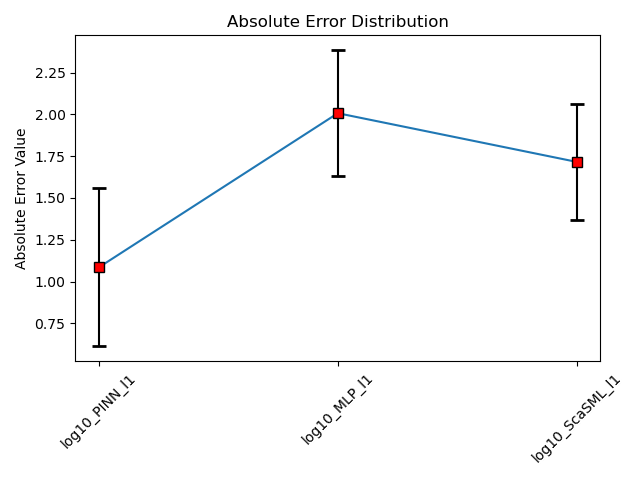 Absolute Error Distribution
Absolute Error Value
2.25
2.00
1.75
1.50
1.25
1.00
0.75
log10_PINN_l1
log10_MLP_l1
log10_ScaSML_l1